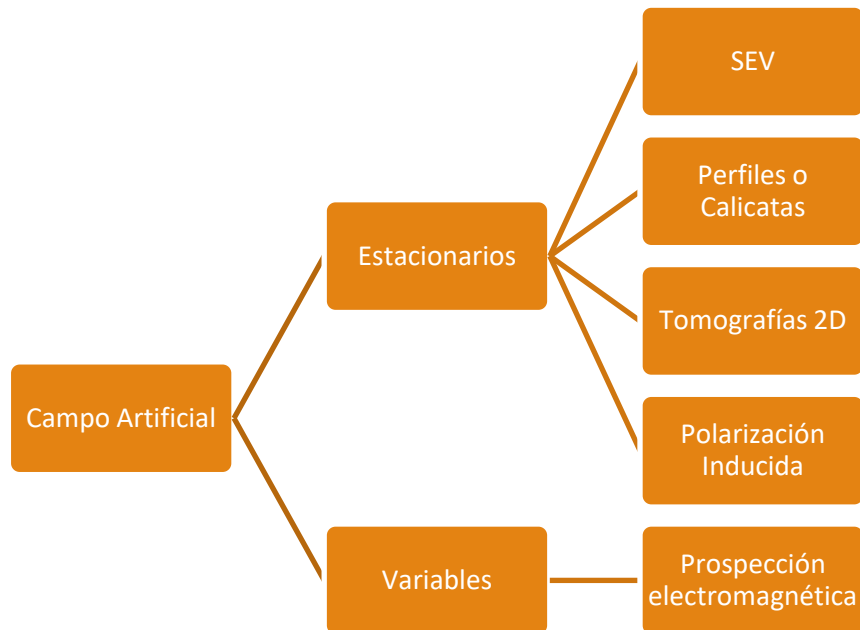 Campo Artificial
Estacionarios
SEV
Perfiles o
Calicatas
Tomografías 2D
Polarización
Inducida
Variables
Prospección
electromagnética